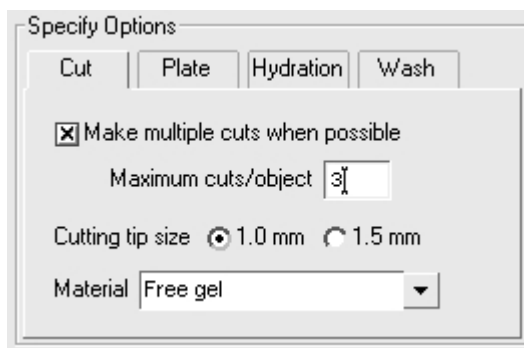 Specify Options
Cut Plate Hydration Wash
Make multiple cuts when possible
Maximum cuts/object 3
Cutting tip size 1.0 mm 1.5 mm
Material Free gel